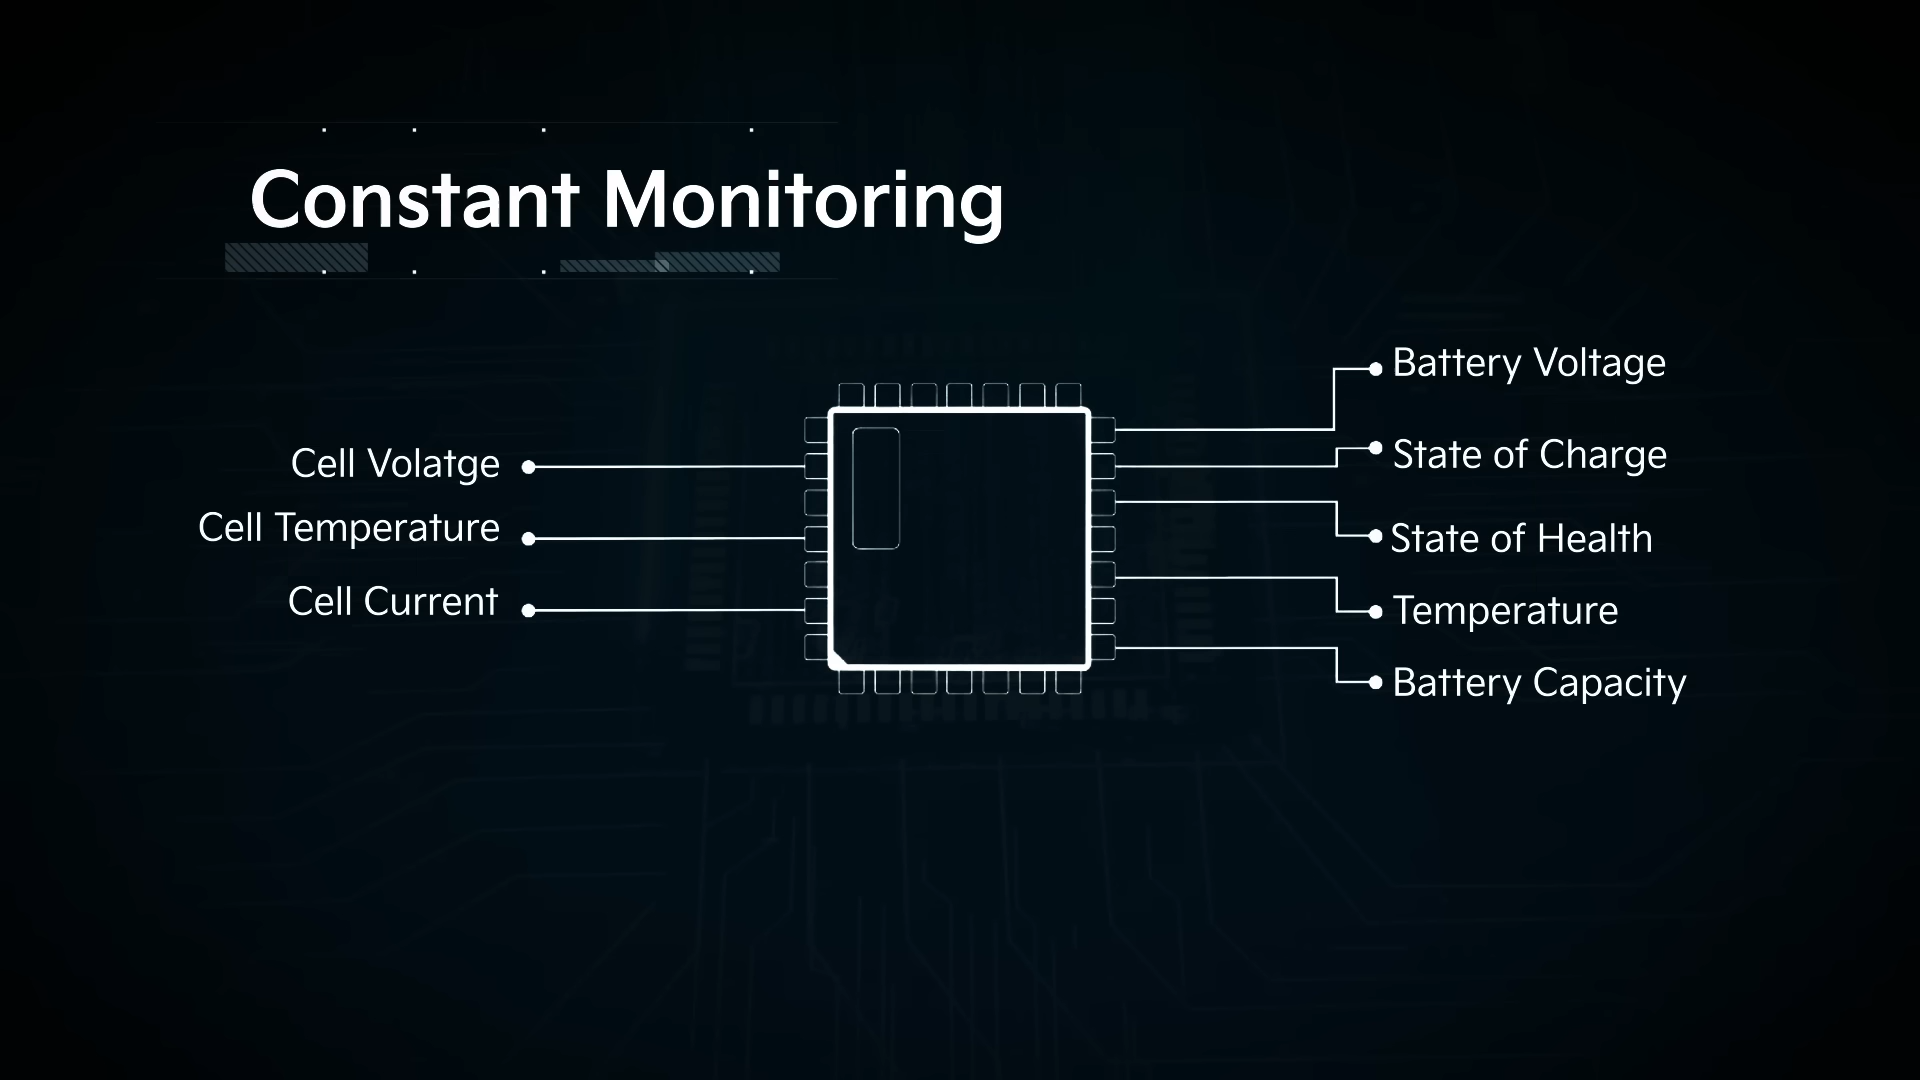 Constant Monitoring
Cell Volatge
Cell Temperature
Cell Current
Battery Voltage
State of Charge
State of Health
Temperature
Battery Capacity